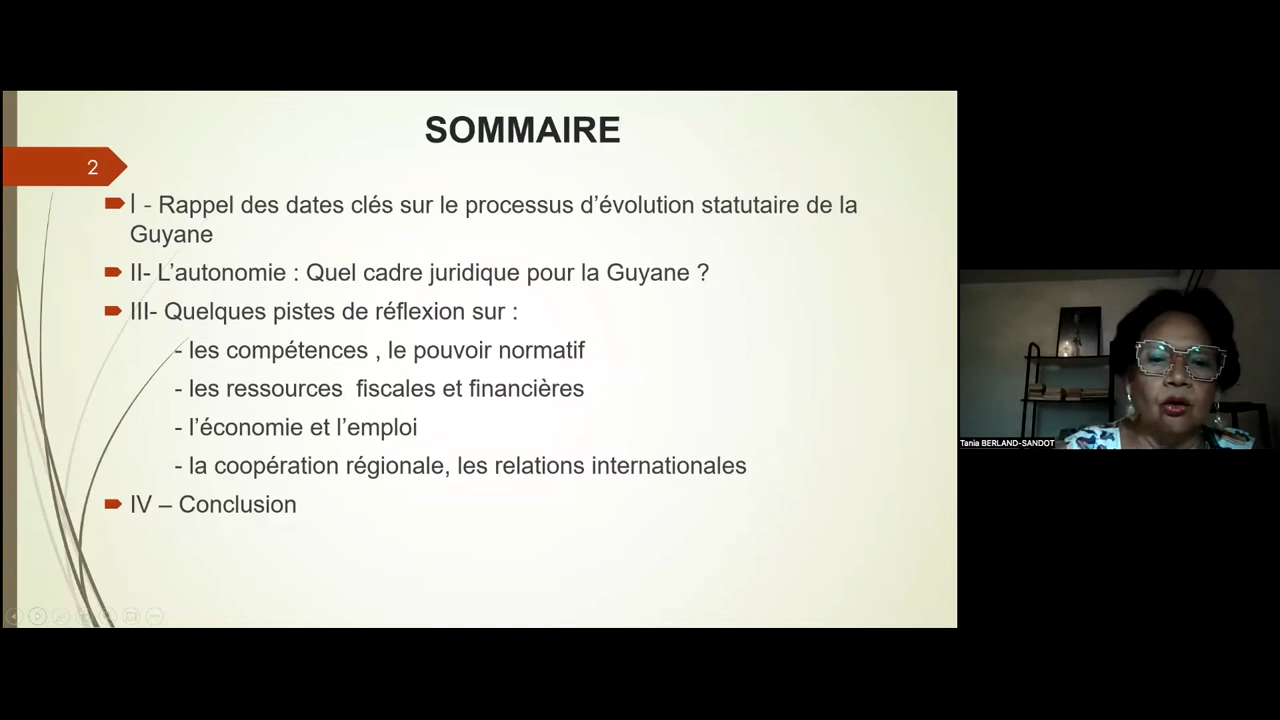 SOMMAIRE
2
I - Rappel des dates clés sur le processus d’évolution statutaire de la
Guyane
II- L’autonomie : Quel cadre juridique pour la Guyane ?
III- Quelques pistes de réflexion sur :
- les compétences , le pouvoir normatif
- les ressources  fiscales et financières
- l’économie et l’emploi
- la coopération régionale, les relations internationales
IV – Conclusion
Tania BERLAND-SANDOT